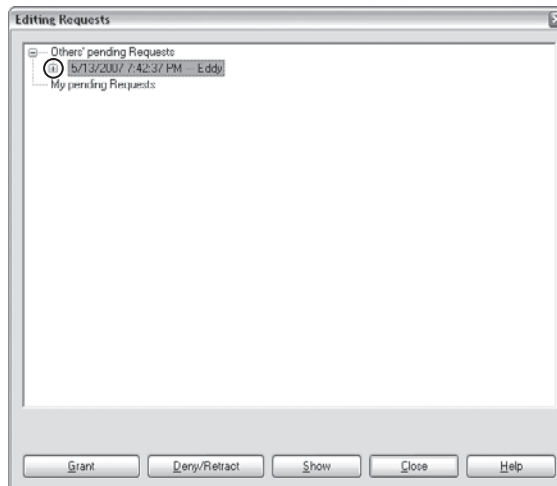 Editing Requests
Others' pending Requests
5/13/2007 7:42:37 PM -- Eddy
My pending Requests
Grant Deny/Retract Show Close Help